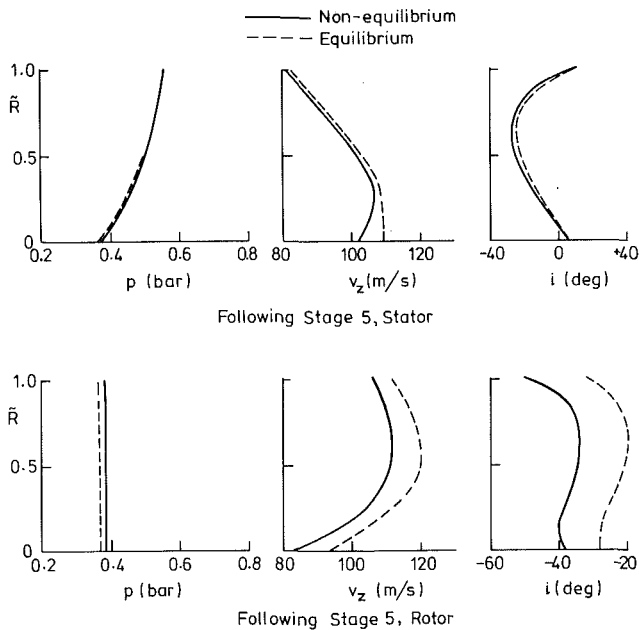 Non-equilibrium
Equilibrium
1.0
R̃
0.5
0
0.2 0.4 0.6 0.8
p (bar)
80 100 120
v_z(m/s)
-40 0 +40
i (deg)
Following Stage 5, Stator
1.0
R̃
0.5
0
0.2 0.4 0.6 0.8
p (bar)
80 100 120
v_z (m/s)
-60 -40 -20
i (deg)
Following Stage 5, Rotor